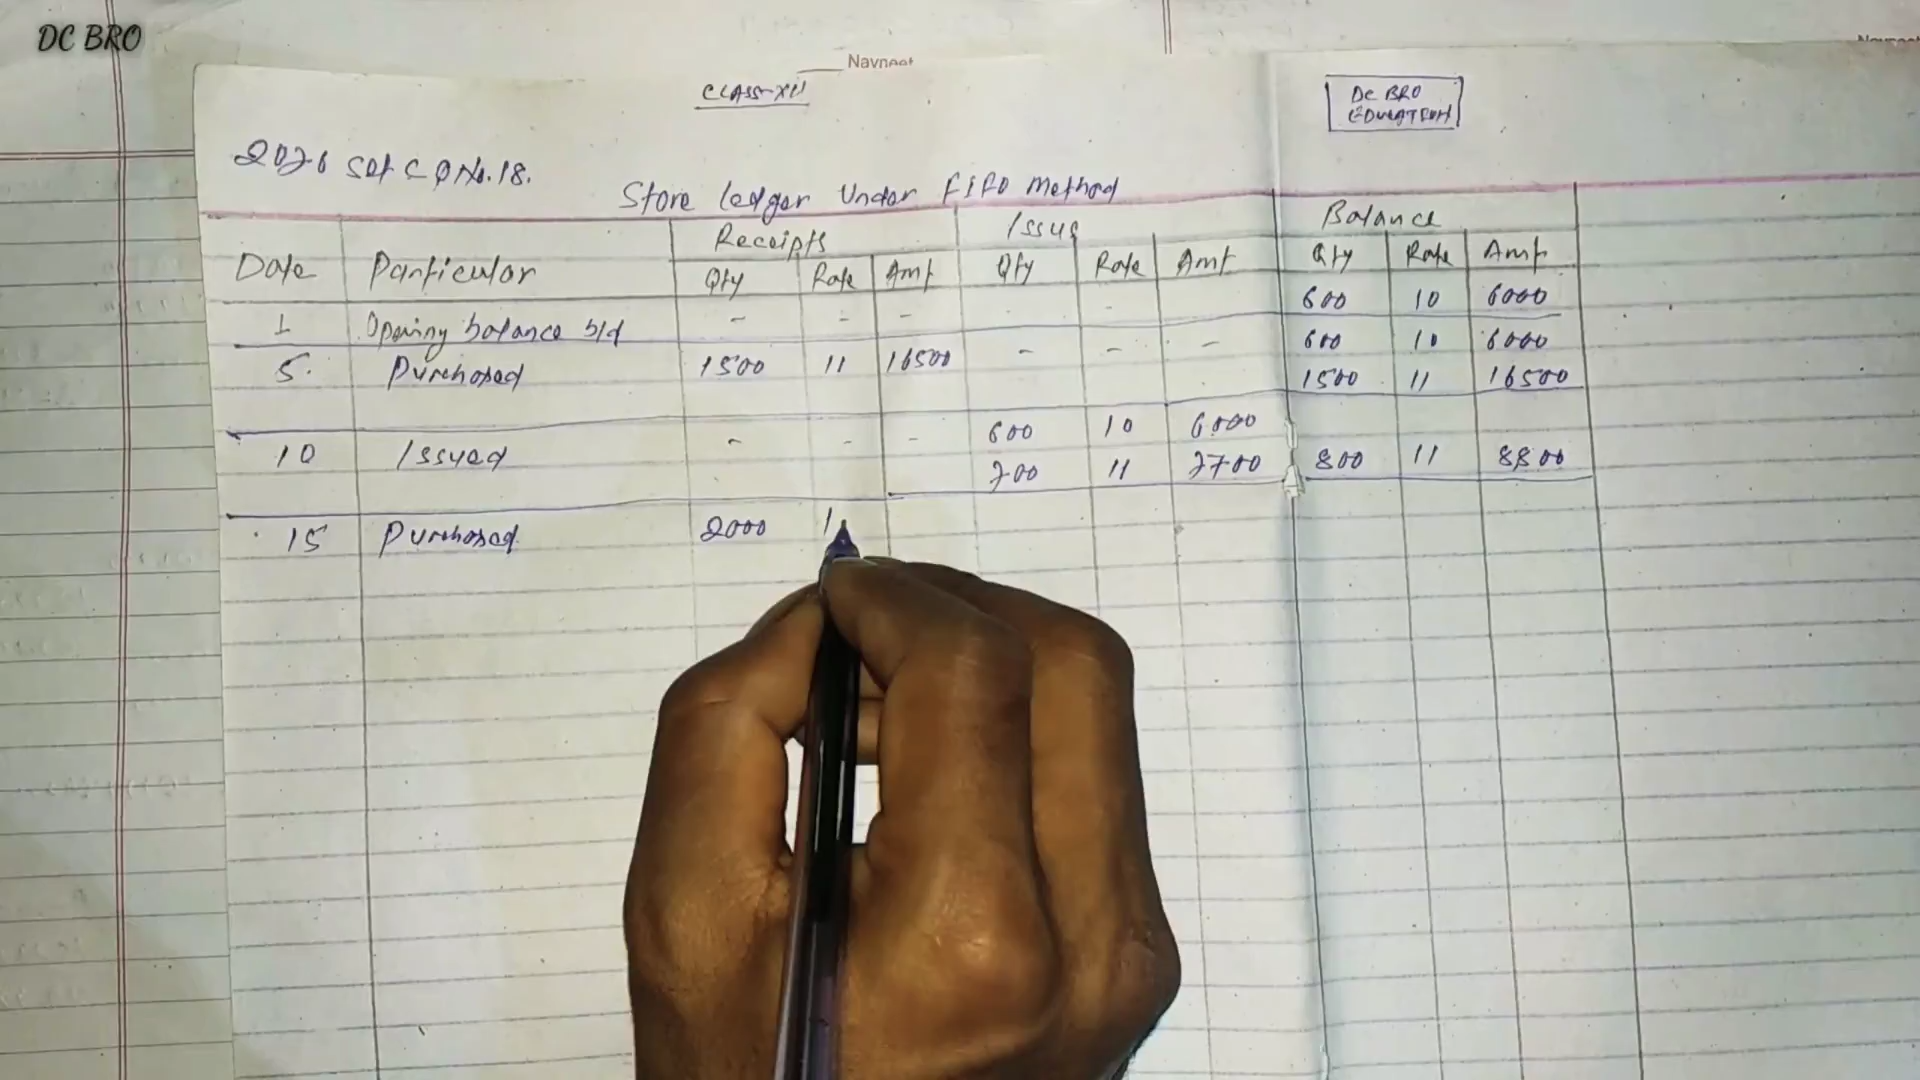 DC BRO
Navneet
CLASS-XII
DC BRO
EDUCATION
Set C Q No. 18.
Store ledger Under FIFO Method
Date Particular Receipts Issue Balance
Qty Rate Amt Qty Rate Amt Qty Rate Amt
1 Opening balance b/d - - - - - - 600 10 6000
5. Purchased 1500 11 16500 - - - 600 10 6000
1500 11 16500
10 Issued - - - 600 10 6000
700 11 7700 800 11 8800
15 Purchased 2000 1